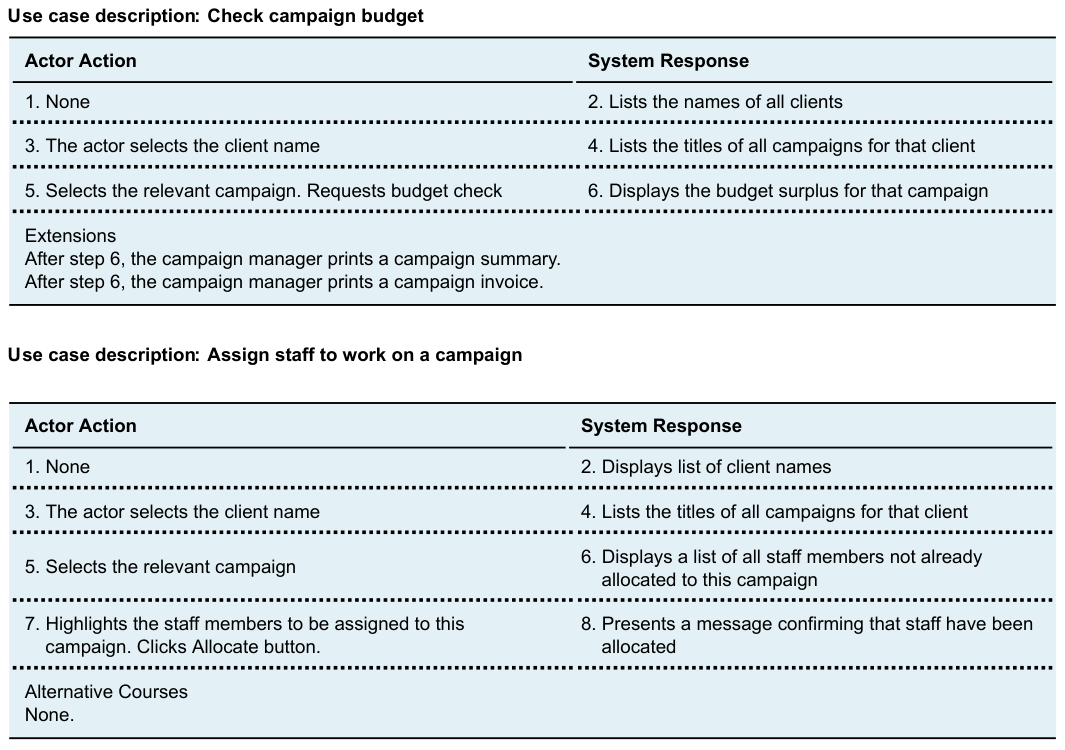 Use case description: Check campaign budget
Actor Action
System Response
1. None
2. Lists the names of all clients
3. The actor selects the client name
4. Lists the titles of all campaigns for that client
5. Selects the relevant campaign. Requests budget check
6. Displays the budget surplus for that campaign
Extensions
After step 6, the campaign manager prints a campaign summary.
After step 6, the campaign manager prints a campaign invoice.
Use case description: Assign staff to work on a campaign
Actor Action
System Response
1. None
2. Displays list of client names
3. The actor selects the client name
4. Lists the titles of all campaigns for that client
5. Selects the relevant campaign
6. Displays a list of all staff members not already
allocated to this campaign
7. Highlights the staff members to be assigned to this
campaign. Clicks Allocate button.
8. Presents a message confirming that staff have been
allocated
Alternative Courses
None.